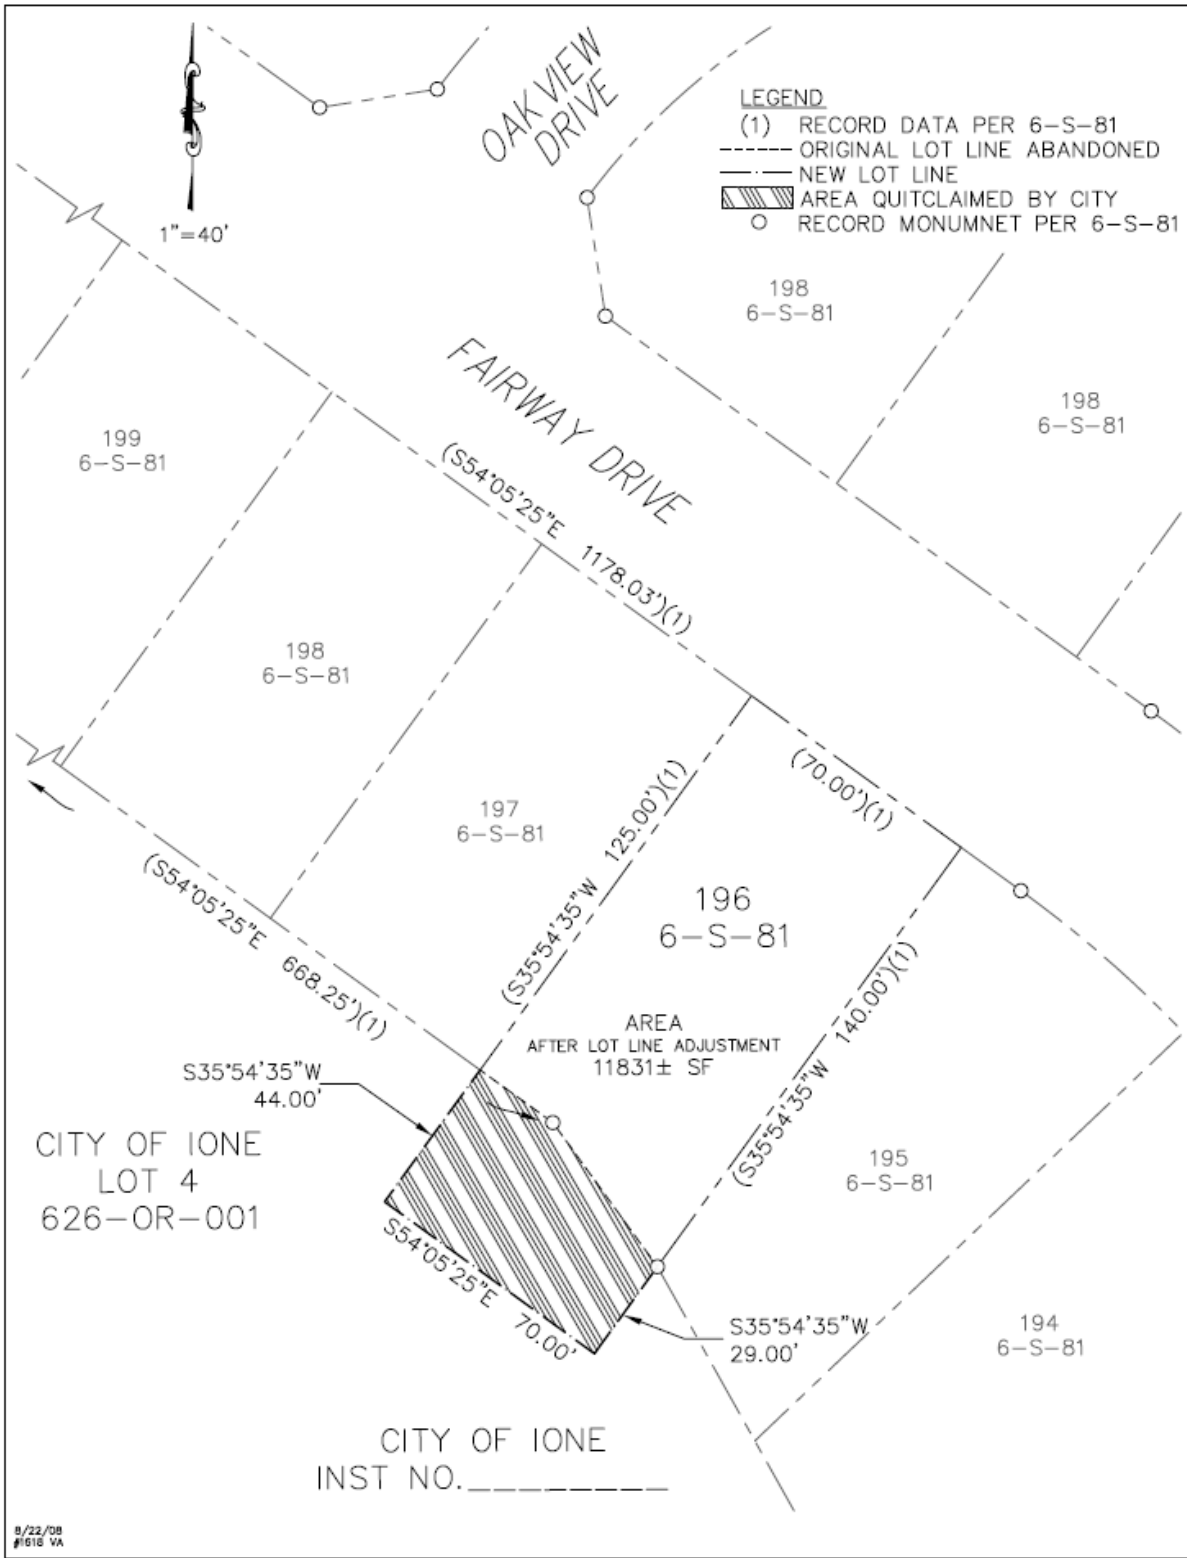 OAK VIEW
DRIVE
LEGEND
(1) RECORD DATA PER 6-S-81
ORIGINAL LOT LINE ABANDONED
NEW LOT LINE
AREA QUITCLAIMED BY CITY
RECORD MONUMNET PER 6-S-81
1"=40'
198
6-S-81
198
6-S-81
FAIRWAY DRIVE
199
6-S-81
(S54°05'25"E 1178.03')(1)
198
6-S-81
197
6-S-81
(S35°54'35"W 125.00')(1)
(70.00')(1)
196
6-S-81
(S54°05'25"E 668.25')(1)
(S35°54'35"W 140.00')(1)
AREA
AFTER LOT LINE ADJUSTMENT
11831± SF
S35°54'35"W
44.00'
CITY OF IONE
LOT 4
626-OR-001
195
6-S-81
S54°05'25"E 70.00'
S35°54'35"W
29.00'
194
6-S-81
CITY OF IONE
INST NO._________
8/22/08
#1618 VA